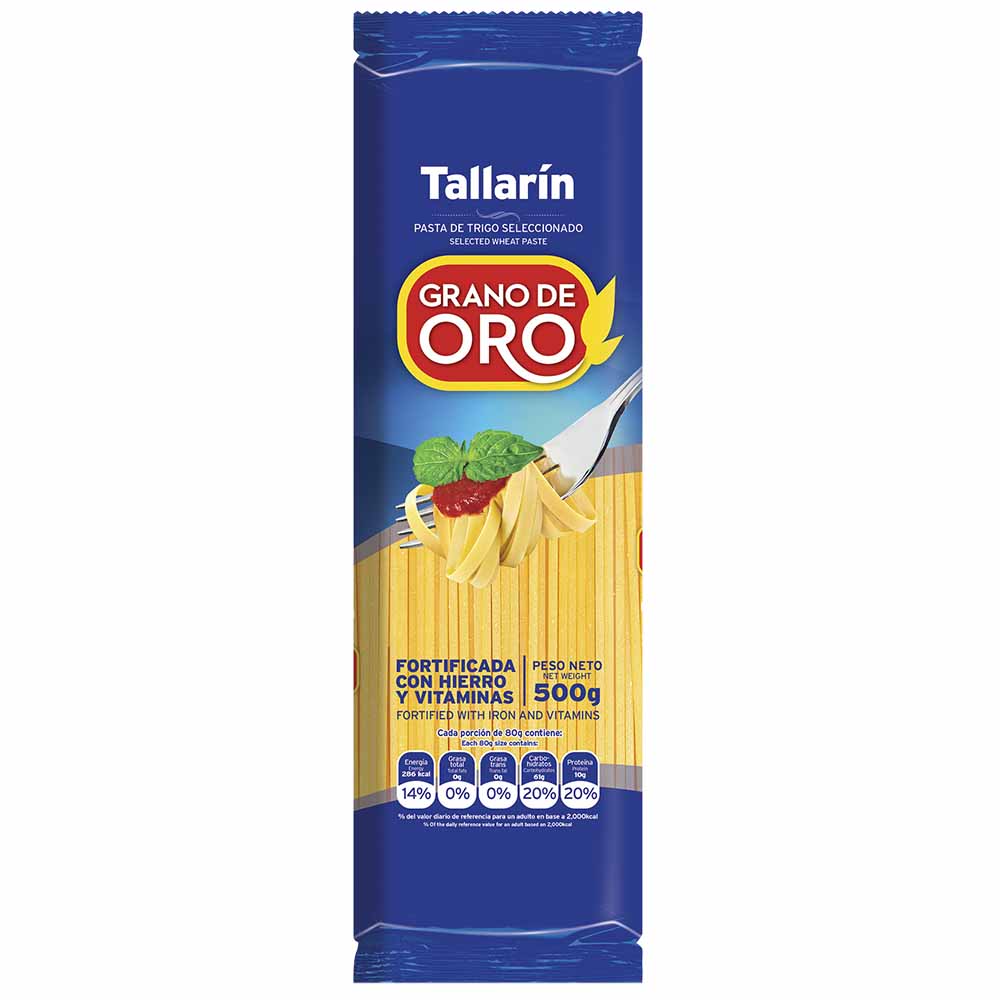 Tallarín
PASTA DE TRIGO SELECCIONADO
SELECTED WHEAT PASTE
GRANO DE
ORO
FORTIFICADA
CON HIERRO
Y VITAMINAS
PESO NETO
NET WEIGHT
500g
FORTIFIED WITH IRON AND VITAMINS
Cada porción de 80g contiene:
Each 80g size contains:
Energía
Energy
286 kcal
14%
Grasa
total
Total fats
0g
0%
Grasa
trans
Trans fat
0g
0%
Carbo-
hidratos
Carbohydrates
61g
20%
Proteína
Protein
10g
20%
% del valor diario de referencia para un adulto en base a 2,000kcal
% Of the daily reference value for an adult based an 2,000kcal